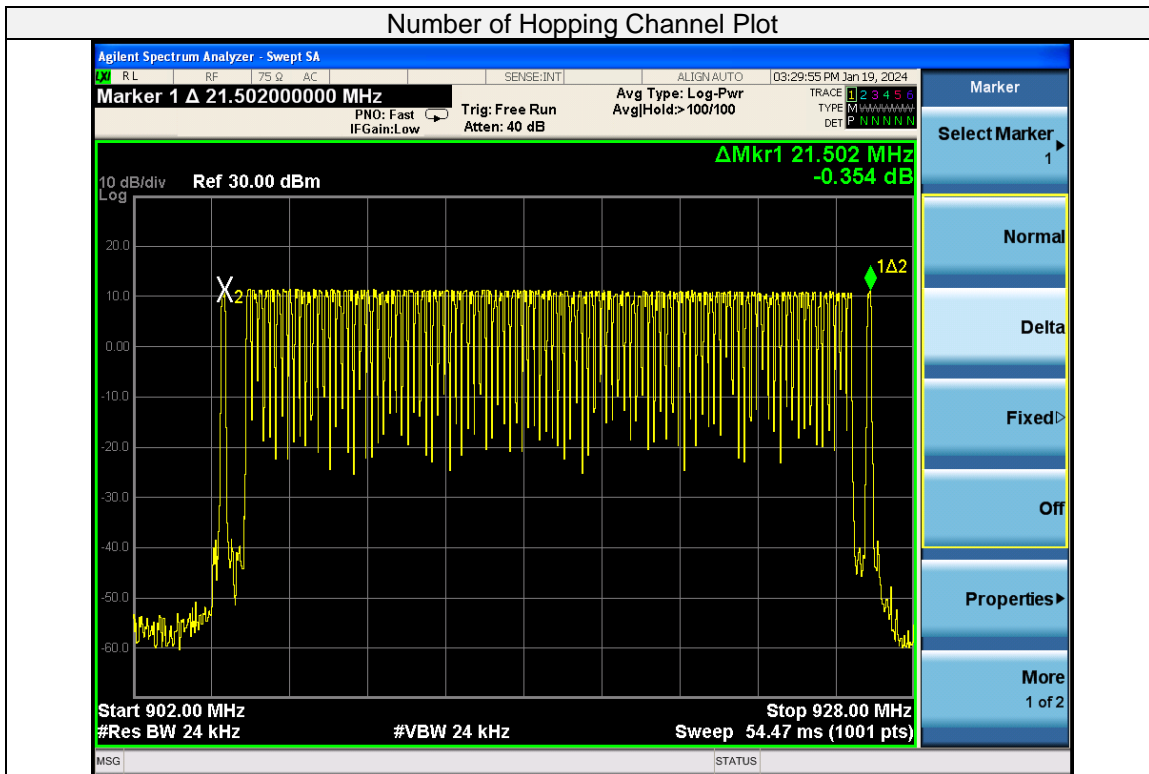 Number of Hopping Channel Plot
Agilent Spectrum Analyzer - Swept SA
LXI RL RF 75 Ω AC SENSE:INT ALIGN AUTO 03:29:55 PM Jan 19, 2024
Marker 1 Δ 21.502000000 MHz
PNO: Fast
IFGain:Low
Trig: Free Run
Atten: 40 dB
Avg Type: Log-Pwr
Avg|Hold:>100/100
TRACE 1 2 3 4 5 6
TYPE M WWWWW
DET P N N N N N
ΔMkr1 21.502 MHz
-0.354 dB
10 dB/div Ref 30.00 dBm
Log
20.0
10.0
0.00
-10.0
-20.0
-30.0
-40.0
-50.0
-60.0
2
1Δ2
Start 902.00 MHz Stop 928.00 MHz
#Res BW 24 kHz #VBW 24 kHz Sweep 54.47 ms (1001 pts)
MSG STATUS
Marker
Select Marker
1
Normal
Delta
Fixed
Off
Properties
More
1 of 2